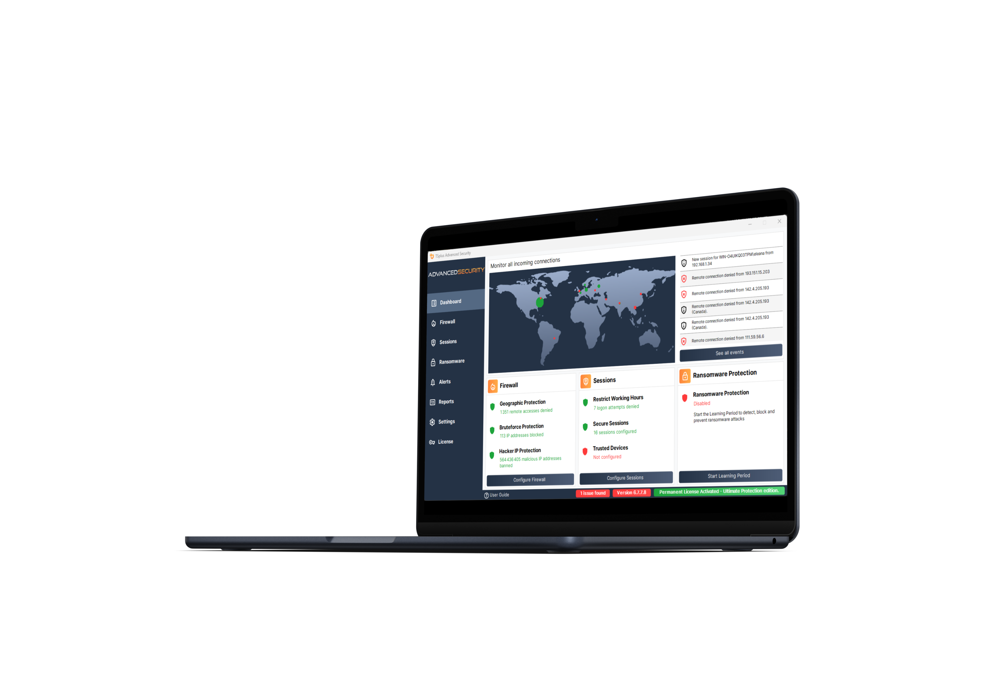 TSplus Advanced Security
ADVANCEDSECURITY
Dashboard
Firewall
Sessions
Ransomware
Alerts
Reports
Settings
License
Monitor all incoming connections
New session for WIN-O4UIKQ03TPM\eleana from
192.168.1.34
Remote connection denied from 193.151.15.203
Remote connection denied from 142.4.205.193
Remote connection denied from 142.4.205.193
(Canada).
Remote connection denied from 142.4.205.193
(Canada).
Remote connection denied from 111.59.56.6
See all events
Firewall
Geographic Protection
1 351 remote accesses denied
Bruteforce Protection
113 IP addresses blocked
Hacker IP Protection
564 436 405 malicious IP addresses
banned
Configure Firewall
Sessions
Restrict Working Hours
7 logon attempts denied
Secure Sessions
16 sessions configured
Trusted Devices
Not configured
Configure Sessions
Ransomware Protection
Ransomware Protection
Disabled
Start the Learning Period to detect, block and
prevent ransomware attacks
Start Learning Period
User Guide
1 issue found
Version 6.7.7.8
Permanent License Activated - Ultimate Protection edition.